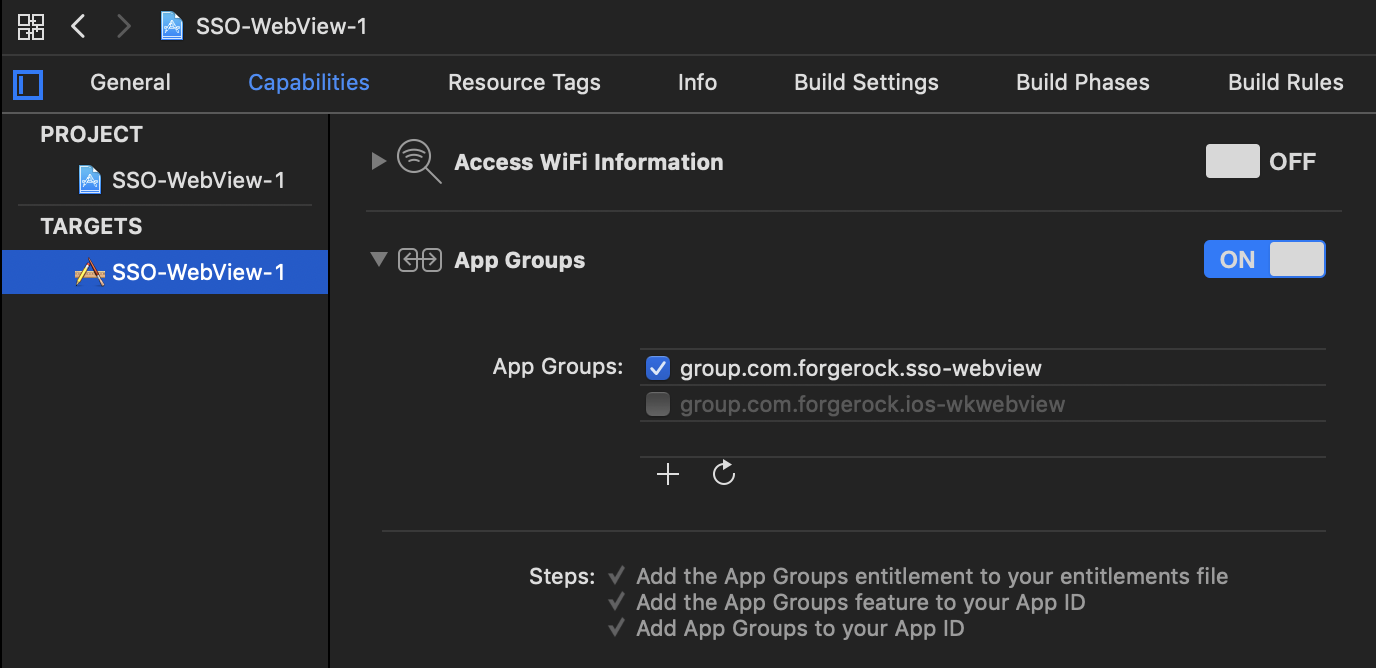 SSO-WebView-1
General Capabilities Resource Tags Info Build Settings Build Phases Build Rules
PROJECT
SSO-WebView-1
TARGETS
SSO-WebView-1
Access WiFi Information OFF
App Groups ON
App Groups: group.com.forgerock.sso-webview
group.com.forgerock.ios-wkwebview
Steps: ✓ Add the App Groups entitlement to your entitlements file
✓ Add the App Groups feature to your App ID
✓ Add App Groups to your App ID